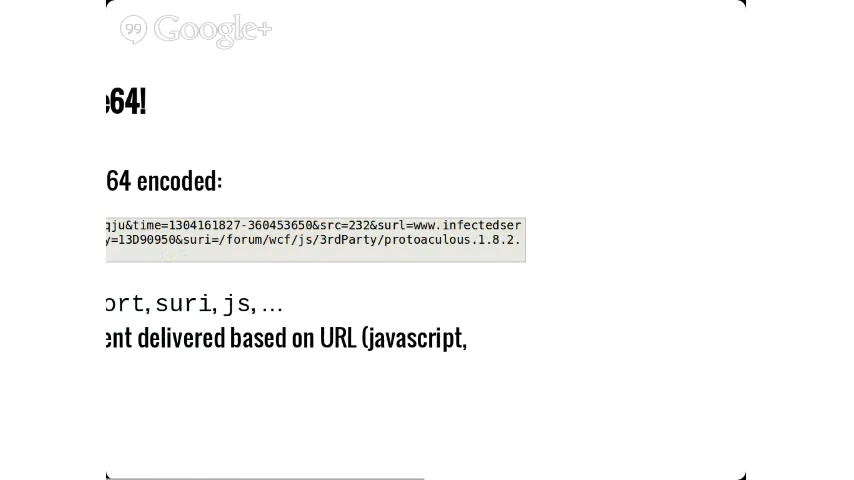 Google+
e64!
64 encoded:
qju&time=1304161827-360453650&src=232&surl=www.infectedser
y=13D90950&suri=/forum/wcf/js/3rdParty/protoaculous.1.8.2.
ort, suri, js, ...
ent delivered based on URL (javascript,